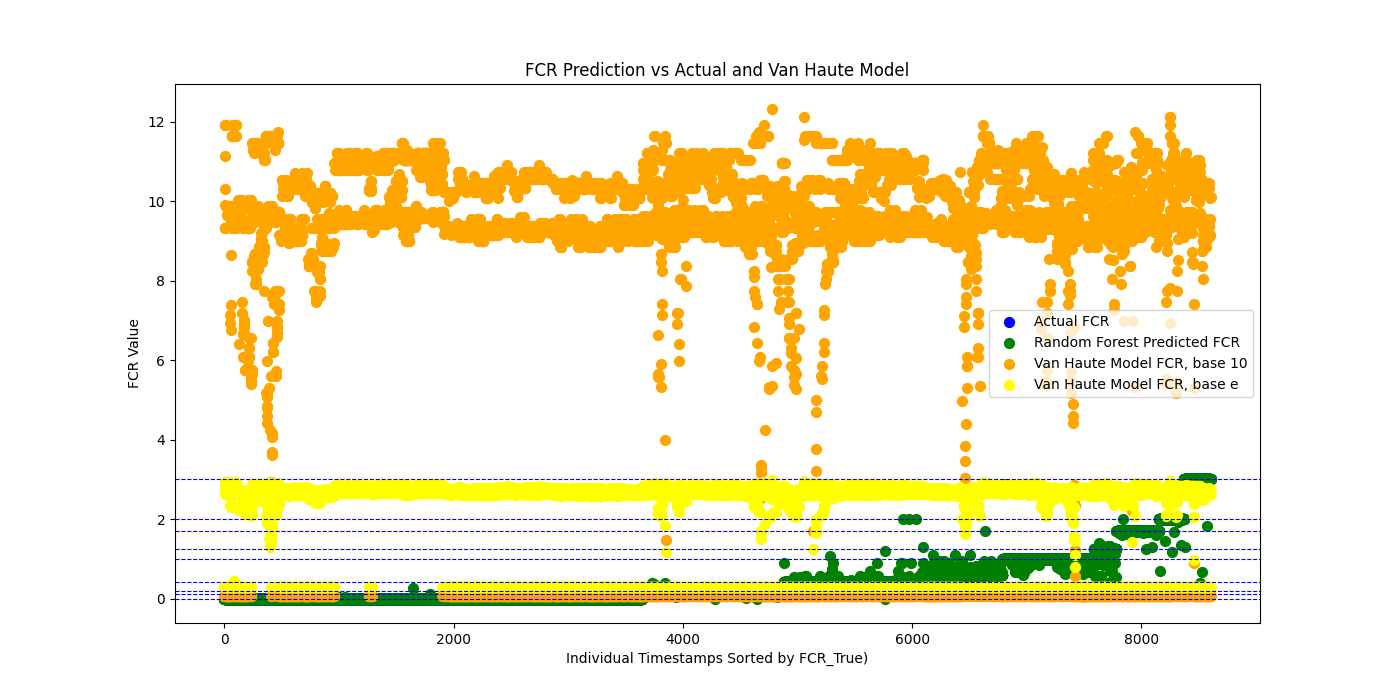 FCR Prediction vs Actual and Van Haute Model
FCR Value
12
10
8
6
4
2
0
Actual FCR
Random Forest Predicted FCR
Van Haute Model FCR, base 10
Van Haute Model FCR, base e
0
2000
4000
6000
8000
Individual Timestamps Sorted by FCR_True)